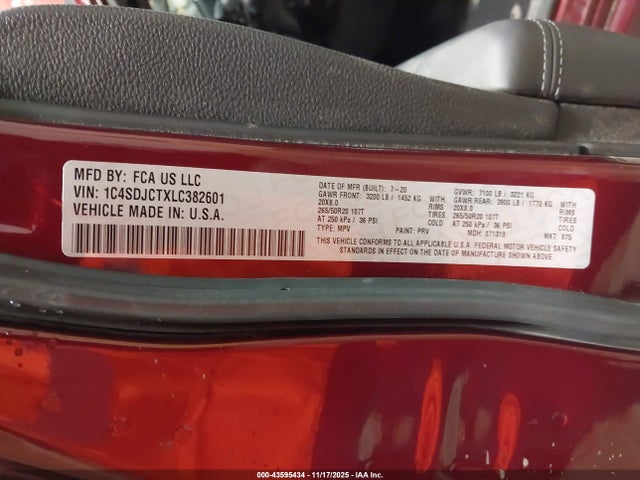 MFD BY: FCA US LLC
VIN: 1C4SDJCTXLC382601
VEHICLE MADE IN: U.S.A.
DATE OF MFR (BUILT): 7-20 GVWR: 7100 LB / 3221 KG
GAWR FRONT: 3200 LB / 1452 KG WITH GAWR REAR: 3900 LB / 1770 KG WITH
20X8.0 RIMS 20X8.0 RIMS
265/50R20 107T TIRES 265/50R20 107T TIRES
AT 250 kPa / 36 PSI COLD AT 250 kPa / 36 PSI COLD
TYPE: MPV PAINT: PRV MDH: 071318 MKT: 875
THIS VEHICLE CONFORMS TO ALL APPLICABLE U.S.A. FEDERAL MOTOR VEHICLE SAFETY
STANDARDS IN EFFECT ON THE DATE OF MANUFACTURE SHOWN ABOVE.
00-43595434 - 11/17/2025 - IAA Inc.